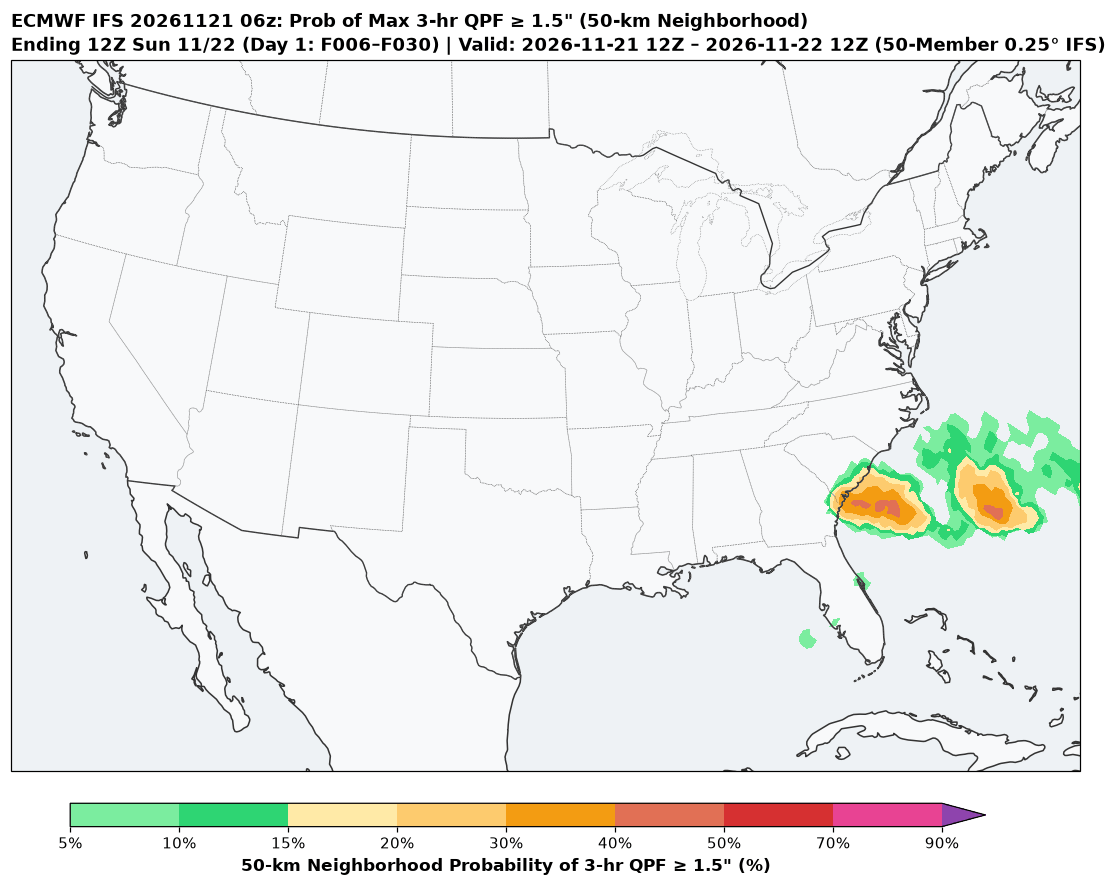 ECMWF IFS 20261121 06z: Prob of Max 3-hr QPF ≥ 1.5" (50-km Neighborhood)
Ending 12Z Sun 11/22 (Day 1: F006–F030) | Valid: 2026-11-21 12Z – 2026-11-22 12Z (50-Member 0.25° IFS)
5% 10% 15% 20% 30% 40% 50% 70% 90%
50-km Neighborhood Probability of 3-hr QPF ≥ 1.5" (%)